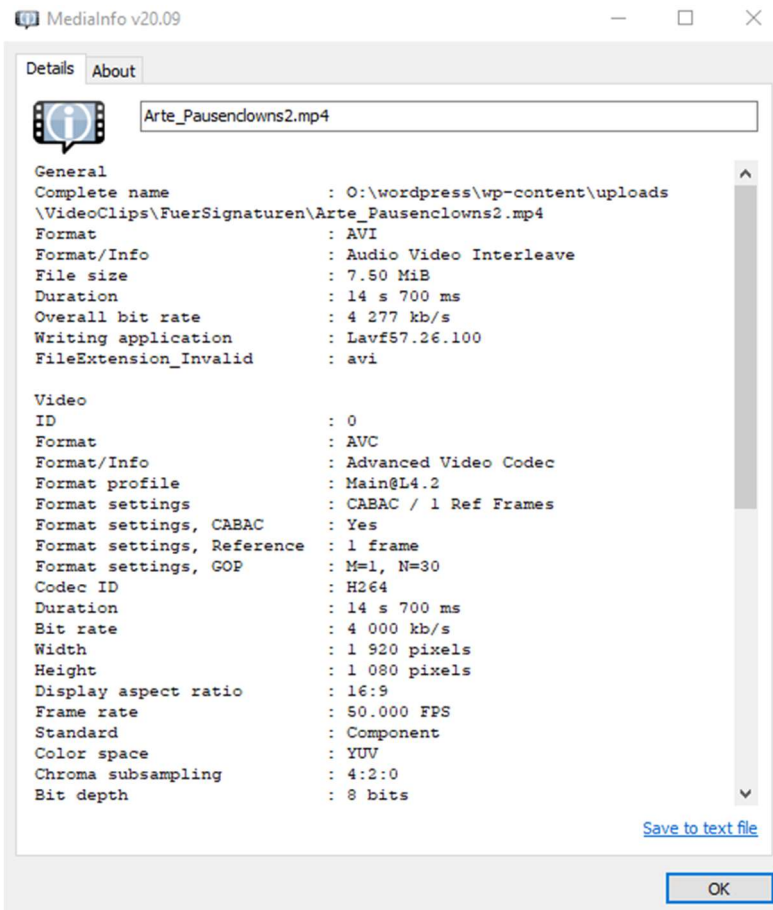 MediaInfo v20.09
Details About
Arte_Pausenclowns2.mp4
General
Complete name : O:\wordpress\wp-content\uploads
\VideoClips\FuerSignaturen\Arte_Pausenclowns2.mp4
Format : AVI
Format/Info : Audio Video Interleave
File size : 7.50 MiB
Duration : 14 s 700 ms
Overall bit rate : 4 277 kb/s
Writing application : Lavf57.26.100
FileExtension_Invalid : avi
Video
ID : 0
Format : AVC
Format/Info : Advanced Video Codec
Format profile : Main@L4.2
Format settings : CABAC / 1 Ref Frames
Format settings, CABAC : Yes
Format settings, Reference : 1 frame
Format settings, GOP : M=1, N=30
Codec ID : H264
Duration : 14 s 700 ms
Bit rate : 4 000 kb/s
Width : 1 920 pixels
Height : 1 080 pixels
Display aspect ratio : 16:9
Frame rate : 50.000 FPS
Standard : Component
Color space : YUV
Chroma subsampling : 4:2:0
Bit depth : 8 bits
Save to text file
OK